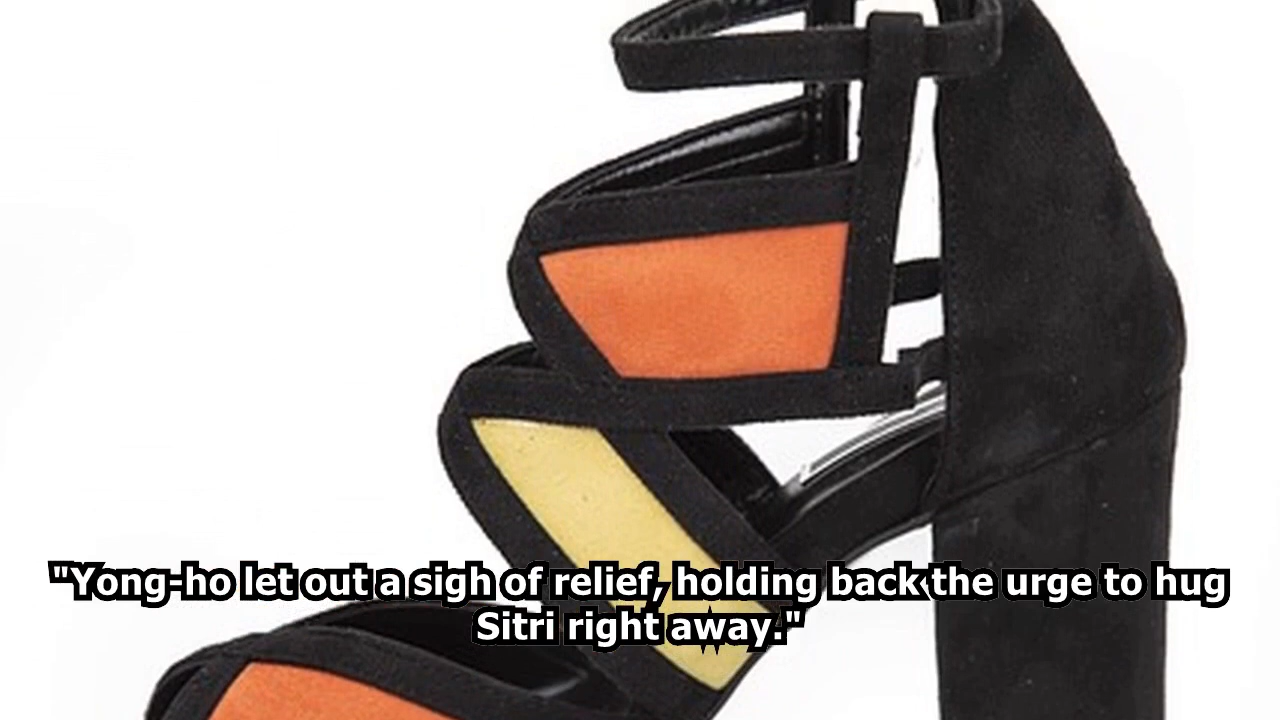 "Yong-ho let out a sigh of relief, holding back the urge to hug
Sitri right away."